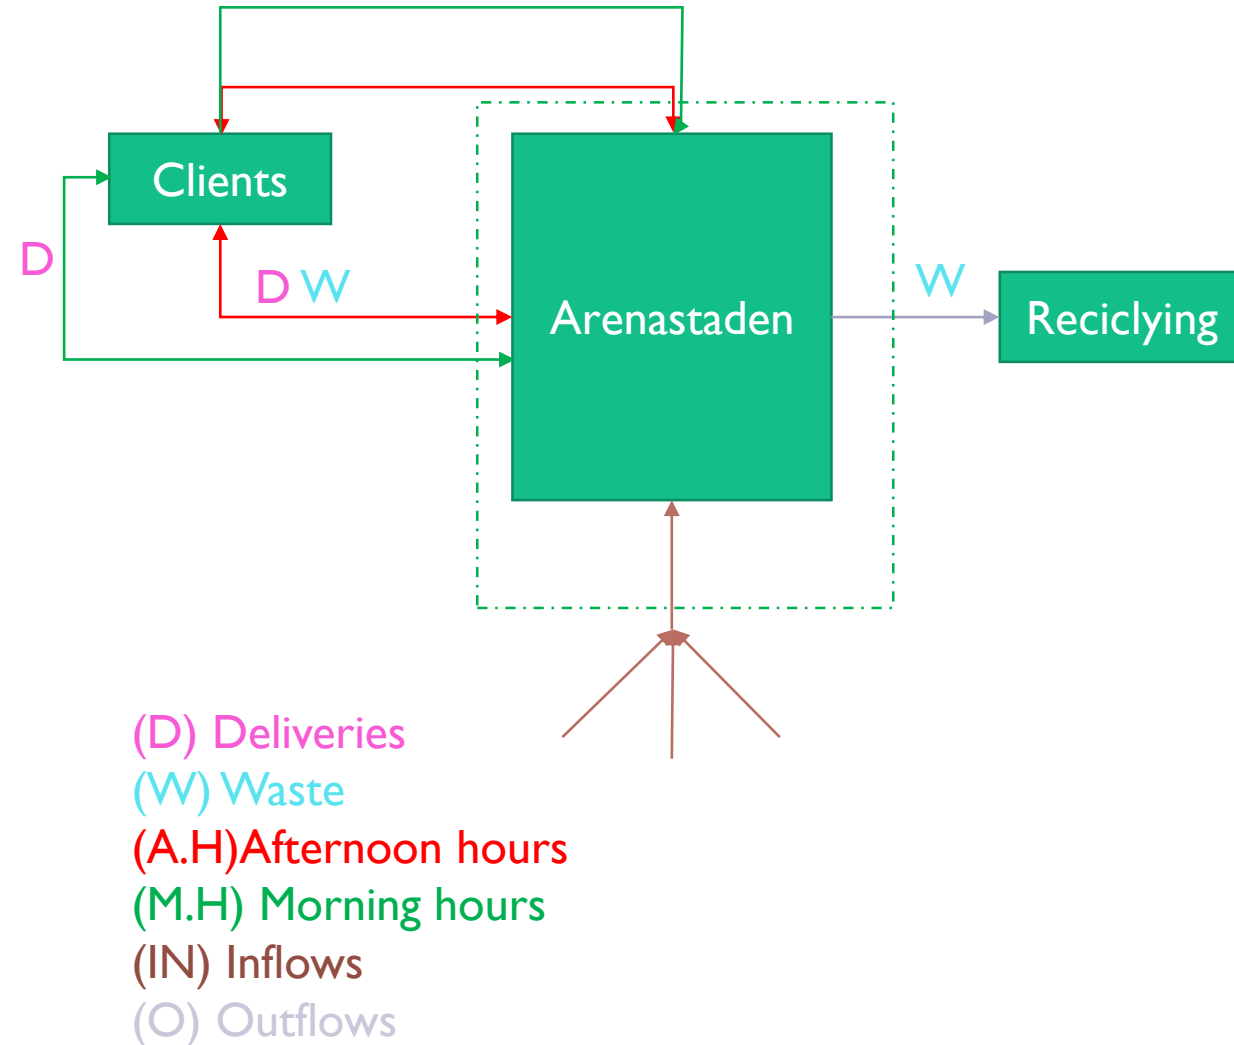 Clients
D
D W
Arenastaden
W
Reciclying
(D) Deliveries
(W) Waste
(A.H)Afternoon hours
(M.H) Morning hours
(IN) Inflows
(O) Outflows